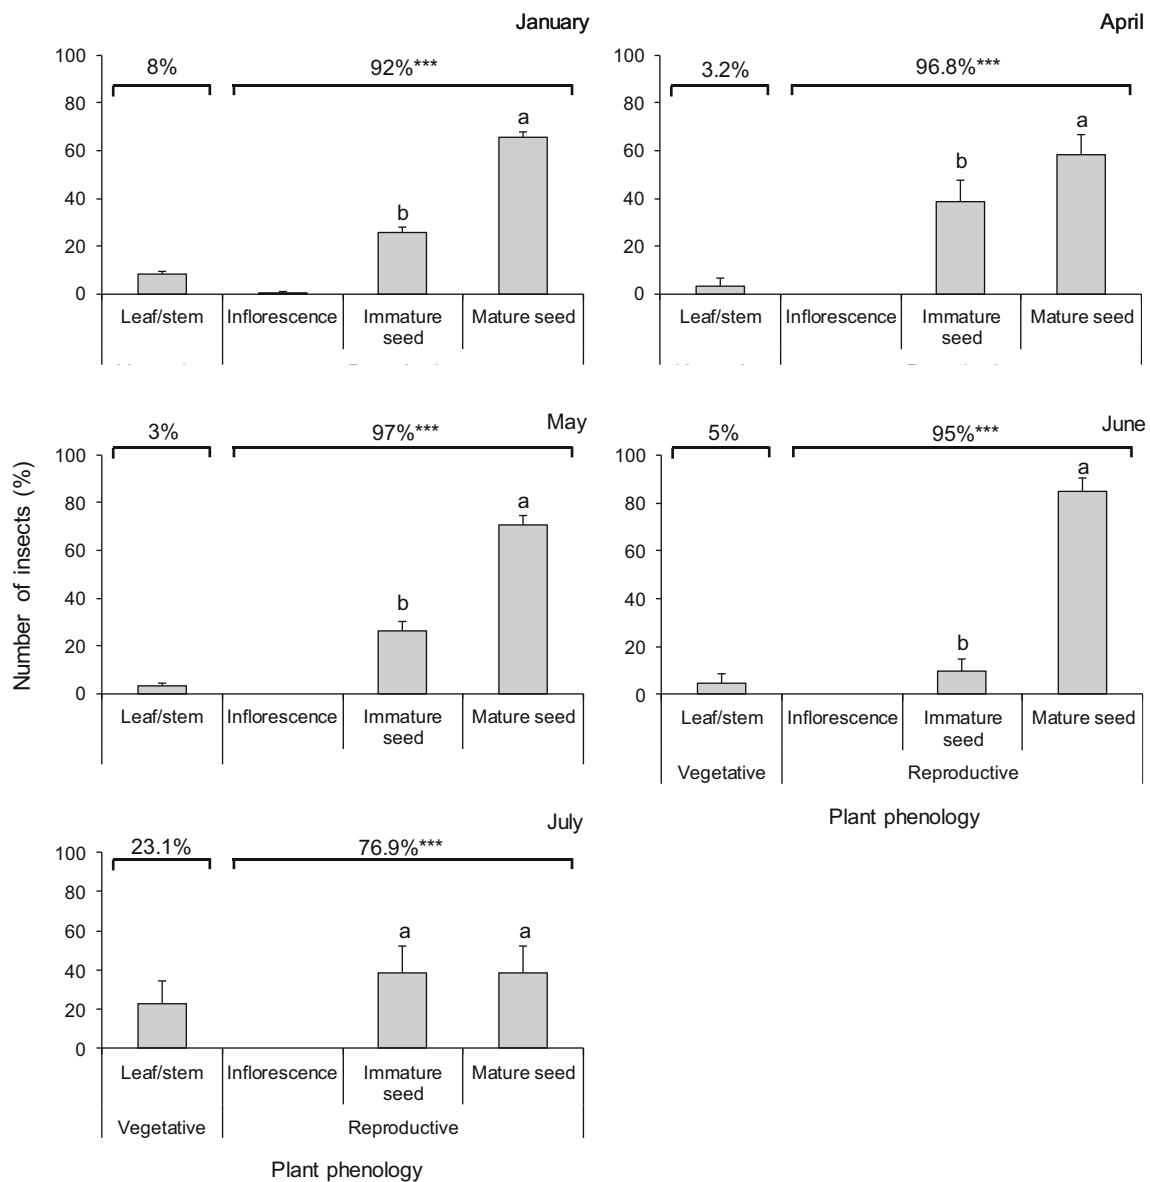 January
100
80
60
40
20
0
8%
92%***
b
a
Leaf/stem
Inflorescence
Immature
seed
Mature seed
April
100
80
60
40
20
0
3.2%
96.8%***
b
a
Leaf/stem
Inflorescence
Immature
seed
Mature seed
Number of insects (%)
May
100
80
60
40
20
0
3%
97%***
b
a
Leaf/stem
Inflorescence
Immature
seed
Mature seed
June
100
80
60
40
20
0
5%
95%***
b
a
Leaf/stem
Inflorescence
Immature
seed
Mature seed
Vegetative
Reproductive
Plant phenology
July
100
80
60
40
20
0
23.1%
76.9%***
a
a
Leaf/stem
Inflorescence
Immature
seed
Mature seed
Vegetative
Reproductive
Plant phenology